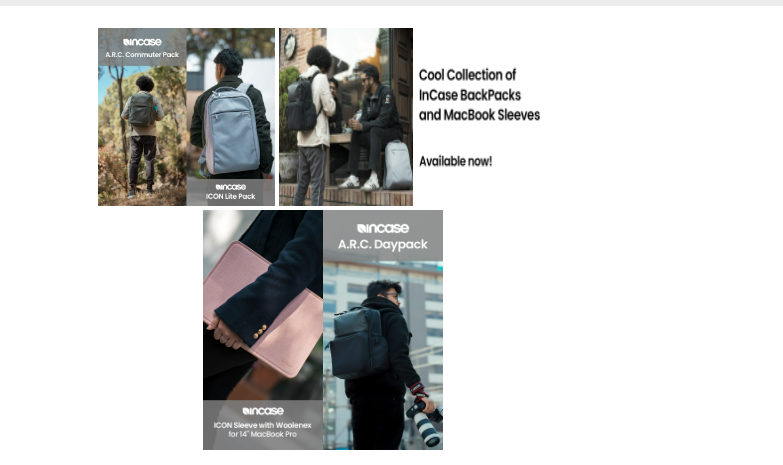 incase
A.R.C. Commuter Pack
incase
ICON Lite Pack
Cool Collection of
InCase BackPacks
and MacBook Sleeves
Available now!
incase
ICON Sleeve with Woolenex
for 14" MacBook Pro
incase
A.R.C. Daypack